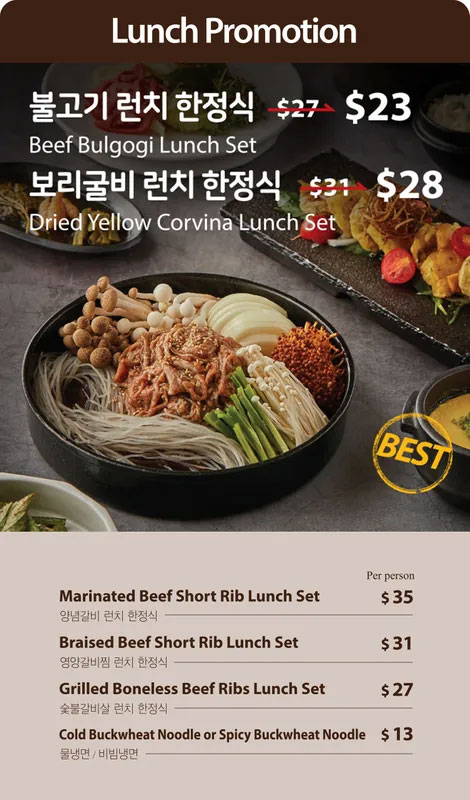 Lunch Promotion
불고기 런치 한정식 $27 $23
Beef Bulgogi Lunch Set
보리굴비 런치 한정식 $31 $28
Dried Yellow Corvina Lunch Set
BEST
Per person
Marinated Beef Short Rib Lunch Set $ 35
양념갈비 런치 한정식
Braised Beef Short Rib Lunch Set $ 31
영양갈비찜 런치 한정식
Grilled Boneless Beef Ribs Lunch Set $ 27
숯불갈비살 런치 한정식
Cold Buckwheat Noodle or Spicy Buckwheat Noodle $ 13
물냉면 / 비빔냉면